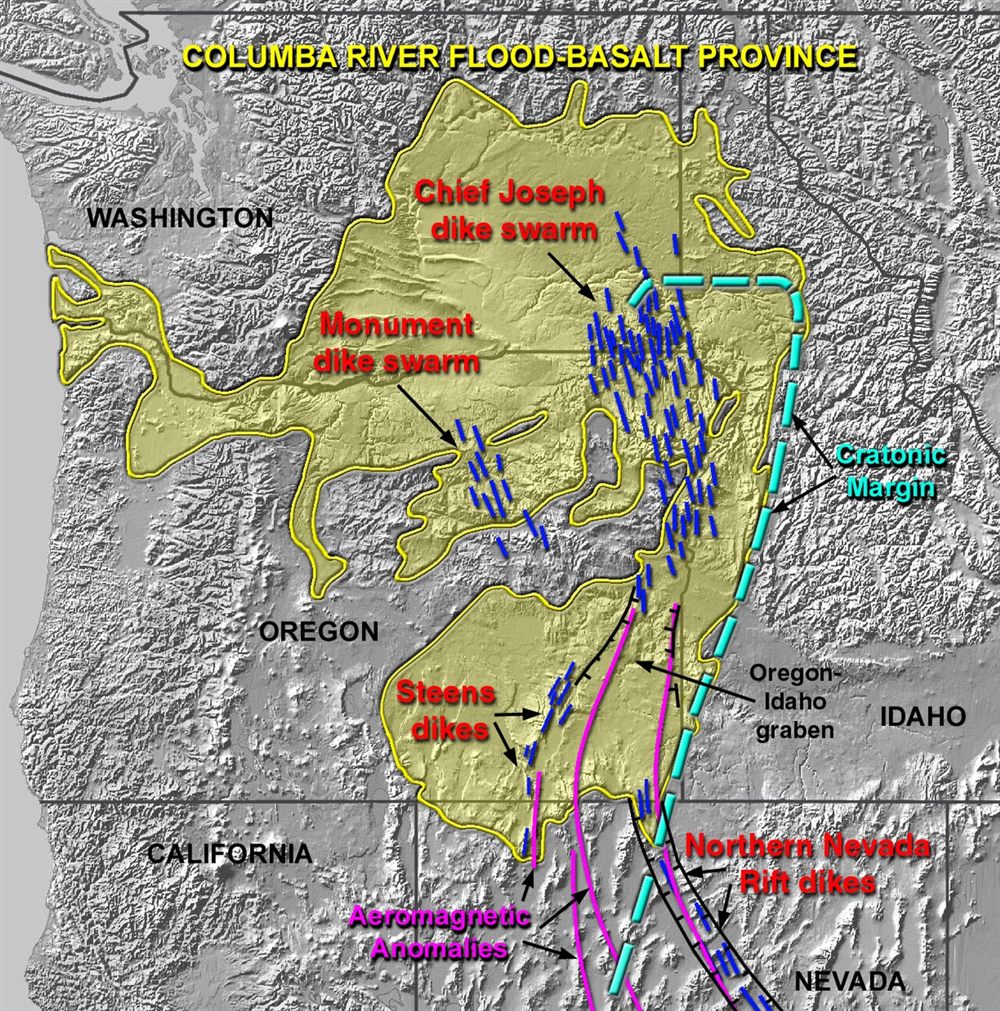 COLUMBA RIVER FLOOD-BASALT PROVINCE
WASHINGTON
Chief Joseph
dike swarm
Monument
dike swarm
Cratonic
Margin
OREGON
Oregon-
Idaho
graben
IDAHO
Steens
dikes
CALIFORNIA
Northern Nevada
Rift dikes
Aeromagnetic
Anomalies
NEVADA